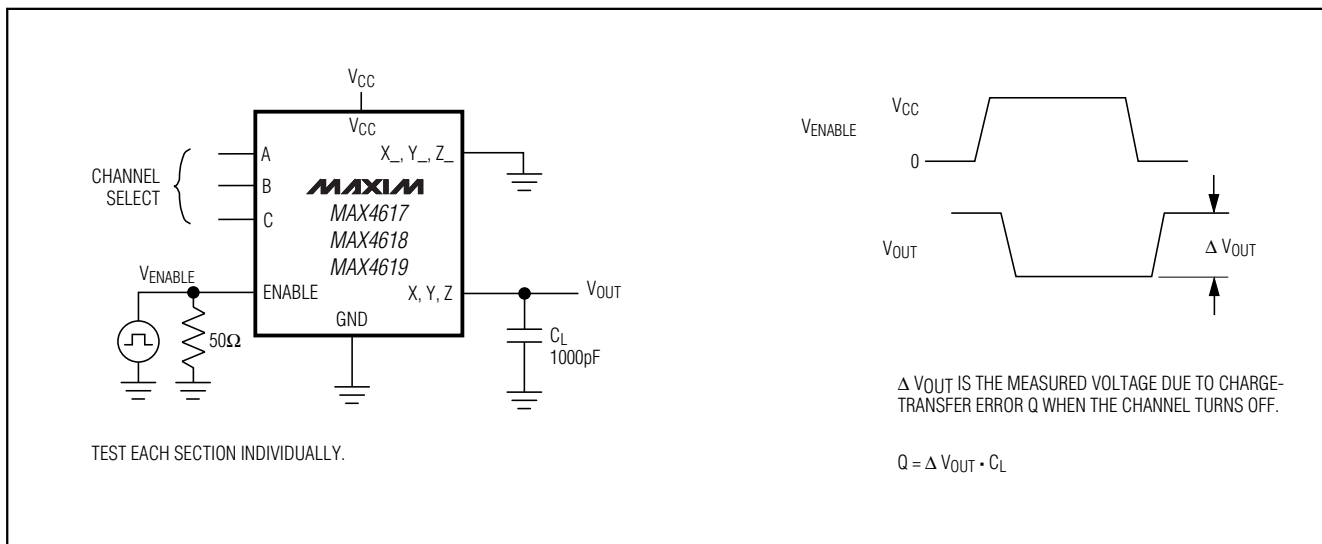 VCC
VCC
A
B
C
CHANNEL
SELECT
X_, Y_, Z_
MAXIM
MAX4617
MAX4618
MAX4619
VENABLE
ENABLE
X, Y, Z
VOUT
GND
50Ω
CL
1000pF
TEST EACH SECTION INDIVIDUALLY.
VENABLE
VCC
0
VOUT
Δ VOUT
Δ VOUT IS THE MEASURED VOLTAGE DUE TO CHARGE-
TRANSFER ERROR Q WHEN THE CHANNEL TURNS OFF.
Q = Δ VOUT • CL